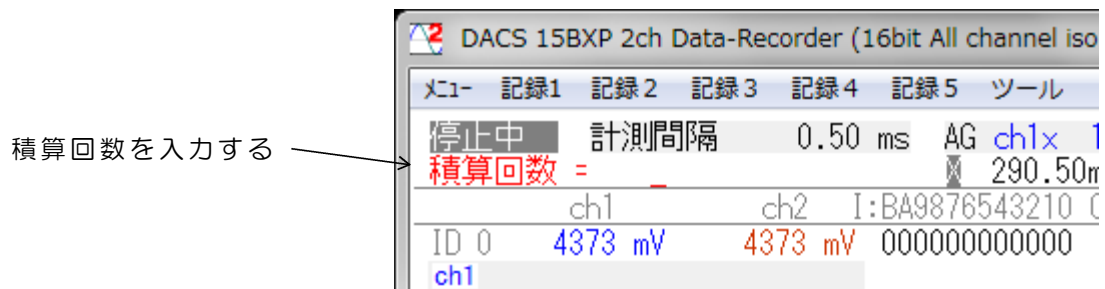 DACS 15BXP 2ch Data-Recorder (16bit All channel iso
ﾒﾆｭｰ 記録1 記録２ 記録３ 記録４ 記録５ ツール
積算回数を入力する
停止中 計測間隔 0.50 ms AG ch1x 1
積算回数 = _ M 290.50m
ch1 ch2 I:BA9876543210
ID 0 4373 mV 4373 mV 000000000000
ch1